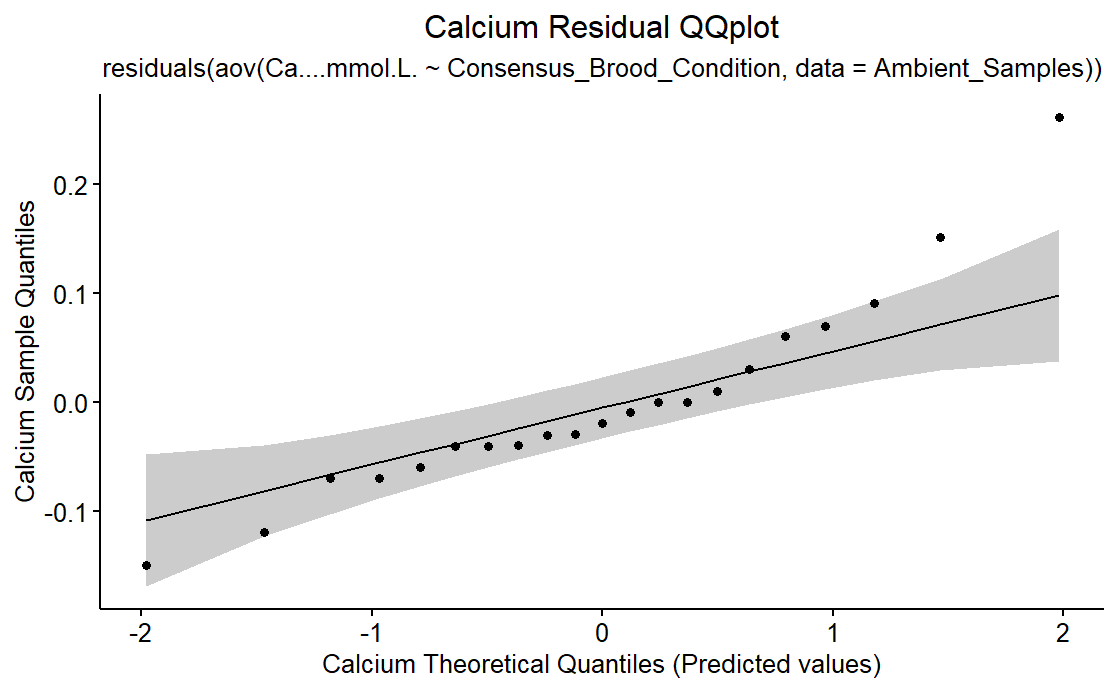 Calcium Residual QQplot
residuals(aov(Ca....mmol.L. ~ Consensus_Brood_Condition, data = Ambient_Samples))
Calcium Sample Quantiles
0.2
0.1
0.0
-0.1
-2
-1
0
1
2
Calcium Theoretical Quantiles (Predicted values)